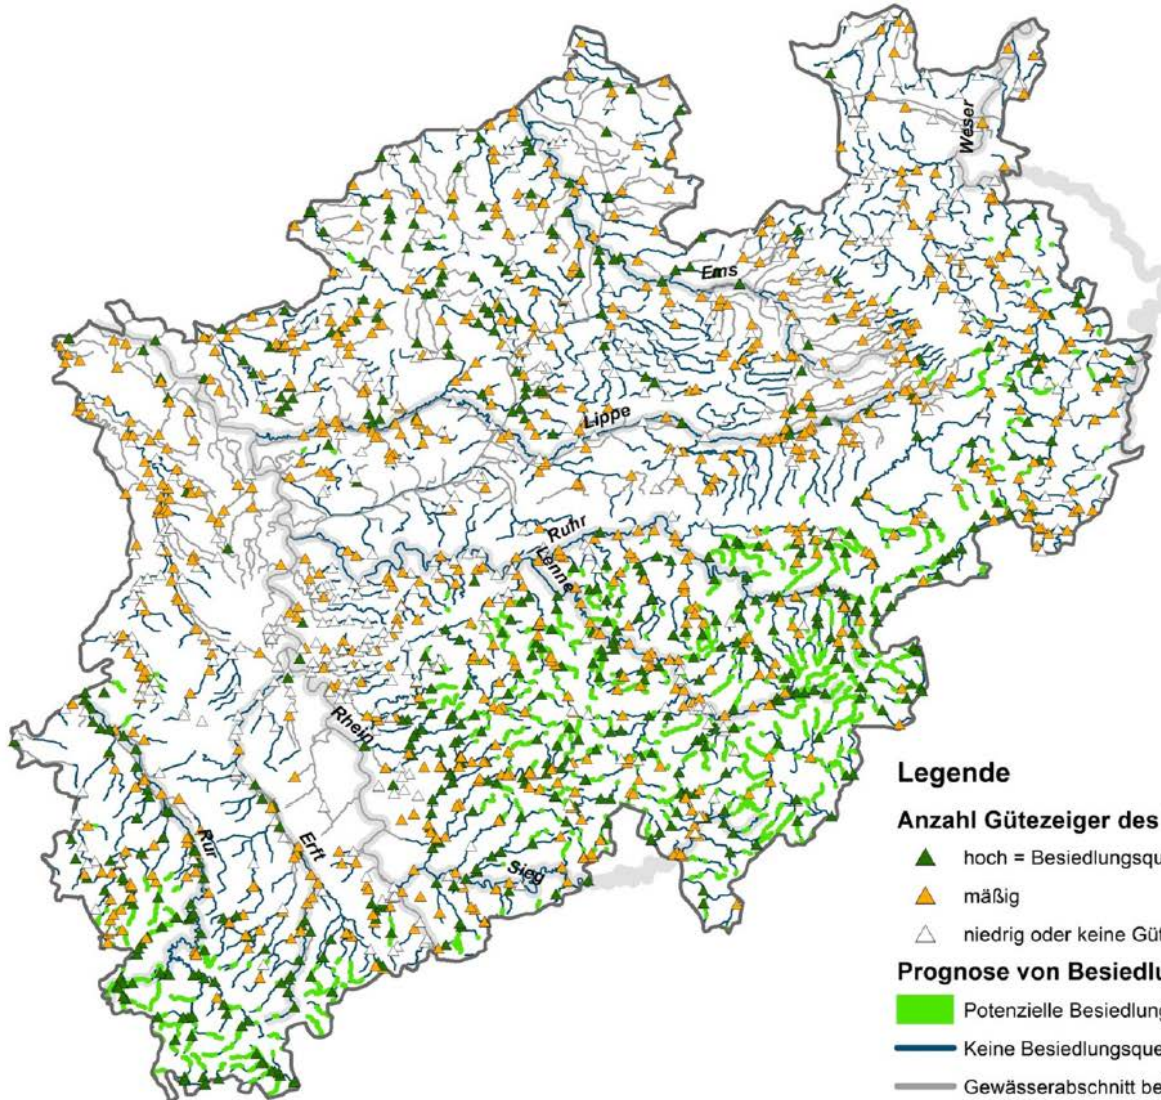 Weser
Ems
Lippe
Ruhr
Lenne
Rhein
Rur
Erft
Sieg
Legende
Anzahl Gütezeiger des
hoch = Besiedlungsqu
mäßig
niedrig oder keine Gü
Prognose von Besiedlu
Potenzielle Besiedlung
Keine Besiedlungsque
Gewässerabschnitt be